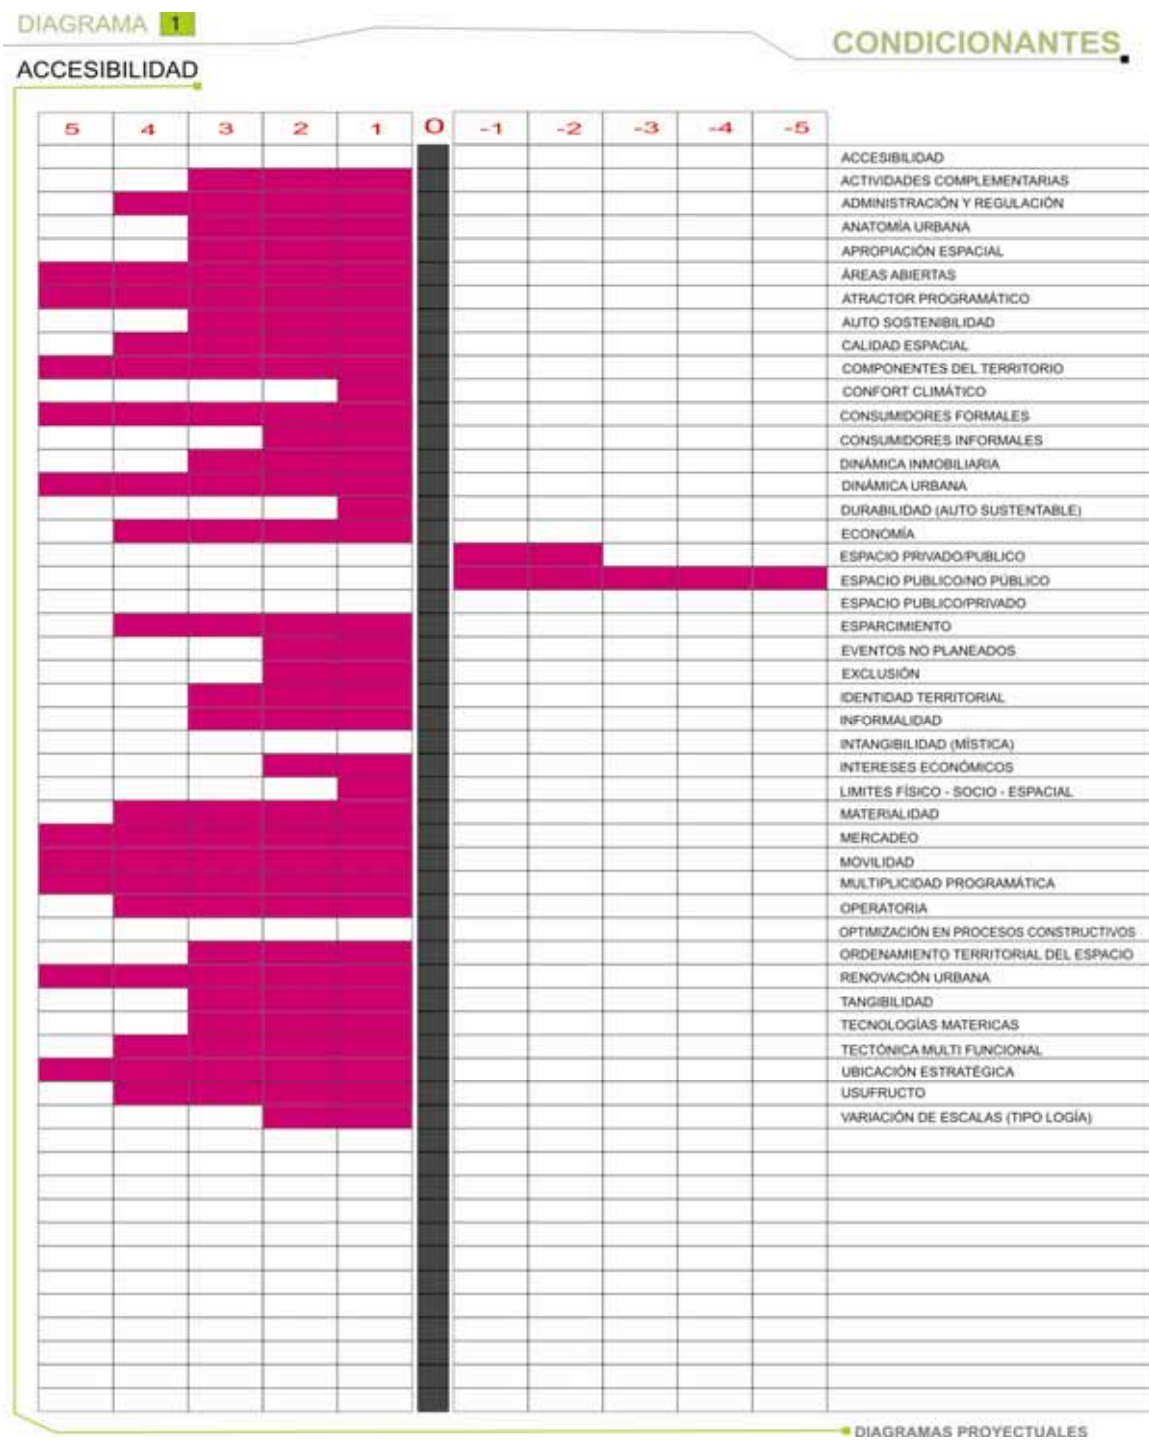 DIAGRAMA 1
CONDICIONANTES
ACCESIBILIDAD
5 4 3 2 1 0 -1 -2 -3 -4 -5
ACCESIBILIDAD
ACTIVIDADES COMPLEMENTARIAS
ADMINISTRACIÓN Y REGULACIÓN
ANATOMÍA URBANA
APROPIACIÓN ESPACIAL
ÁREAS ABIERTAS
ATRACTOR PROGRAMÁTICO
AUTO SOSTENIBILIDAD
CALIDAD ESPACIAL
COMPONENTES DEL TERRITORIO
CONFORT CLIMÁTICO
CONSUMIDORES FORMALES
CONSUMIDORES INFORMALES
DINÁMICA INMOBILIARIA
DINÁMICA URBANA
DURABILIDAD (AUTO SUSTENTABLE)
ECONOMÍA
ESPACIO PRIVADO/PUBLICO
ESPACIO PUBLICO/NO PÚBLICO
ESPACIO PUBLICO/PRIVADO
ESPARCIMIENTO
EVENTOS NO PLANEADOS
EXCLUSIÓN
IDENTIDAD TERRITORIAL
INFORMALIDAD
INTANGIBILIDAD (MÍSTICA)
INTERESES ECONÓMICOS
LIMITES FÍSICO - SOCIO - ESPACIAL
MATERIALIDAD
MERCADEO
MOVILIDAD
MULTIPLICIDAD PROGRAMÁTICA
OPERATORIA
OPTIMIZACIÓN EN PROCESOS CONSTRUCTIVOS
ORDENAMIENTO TERRITORIAL DEL ESPACIO
RENOVACIÓN URBANA
TANGIBILIDAD
TECNOLOGÍAS MATERICAS
TECTÓNICA MULTI FUNCIONAL
UBICACIÓN ESTRATÉGICA
USUFRUCTO
VARIACIÓN DE ESCALAS (TIPO LOGÍA)
DIAGRAMAS PROYECTUALES